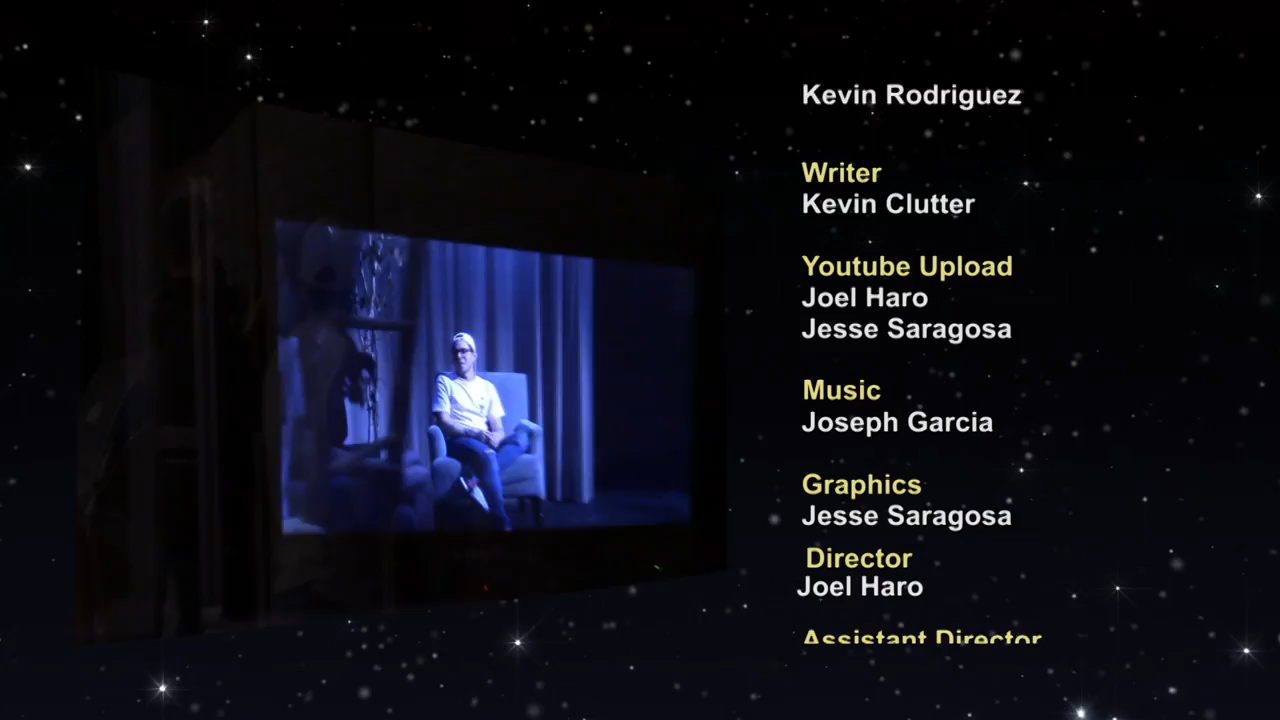 Kevin Rodriguez
Writer
Kevin Clutter
Youtube Upload
Joel Haro
Jesse Saragosa
Music
Joseph Garcia
Graphics
Jesse Saragosa
Director
Joel Haro
Assistant Director